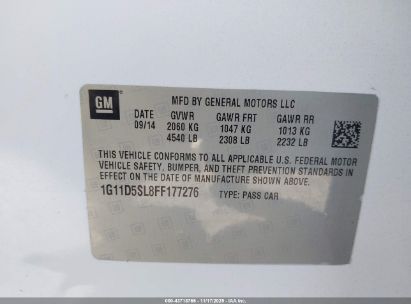 GM
MFD BY GENERAL MOTORS LLC
DATE GVWR GAWR FRT GAWR RR
09/14 2060 KG 1047 KG 1013 KG
4540 LB 2308 LB 2232 LB
THIS VEHICLE CONFORMS TO ALL APPLICABLE U.S. FEDERAL MOTOR
VEHICLE SAFETY, BUMPER, AND THEFT PREVENTION STANDARDS IN
EFFECT ON THE DATE OF MANUFACTURE SHOWN ABOVE.
1G11D5SL8FF177276 TYPE: PASS CAR